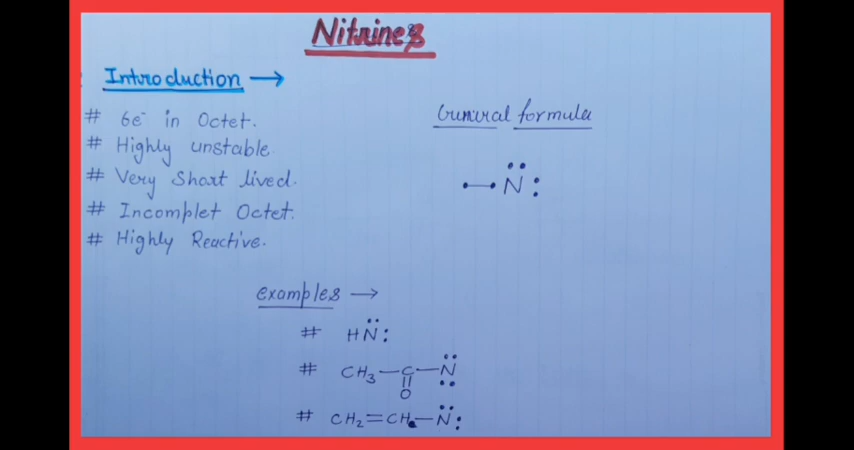 Nitrines
Introduction →
# 6e⁻ in Octet.
# Highly unstable
# Very Short lived.
# Incomplet Octet.
# Highly Reactive.
General formula
•—• N̈ :
examples →
# HN̈ :
# CH₃—C(=O)—N̈ :
# CH₂=CH—N̈ :